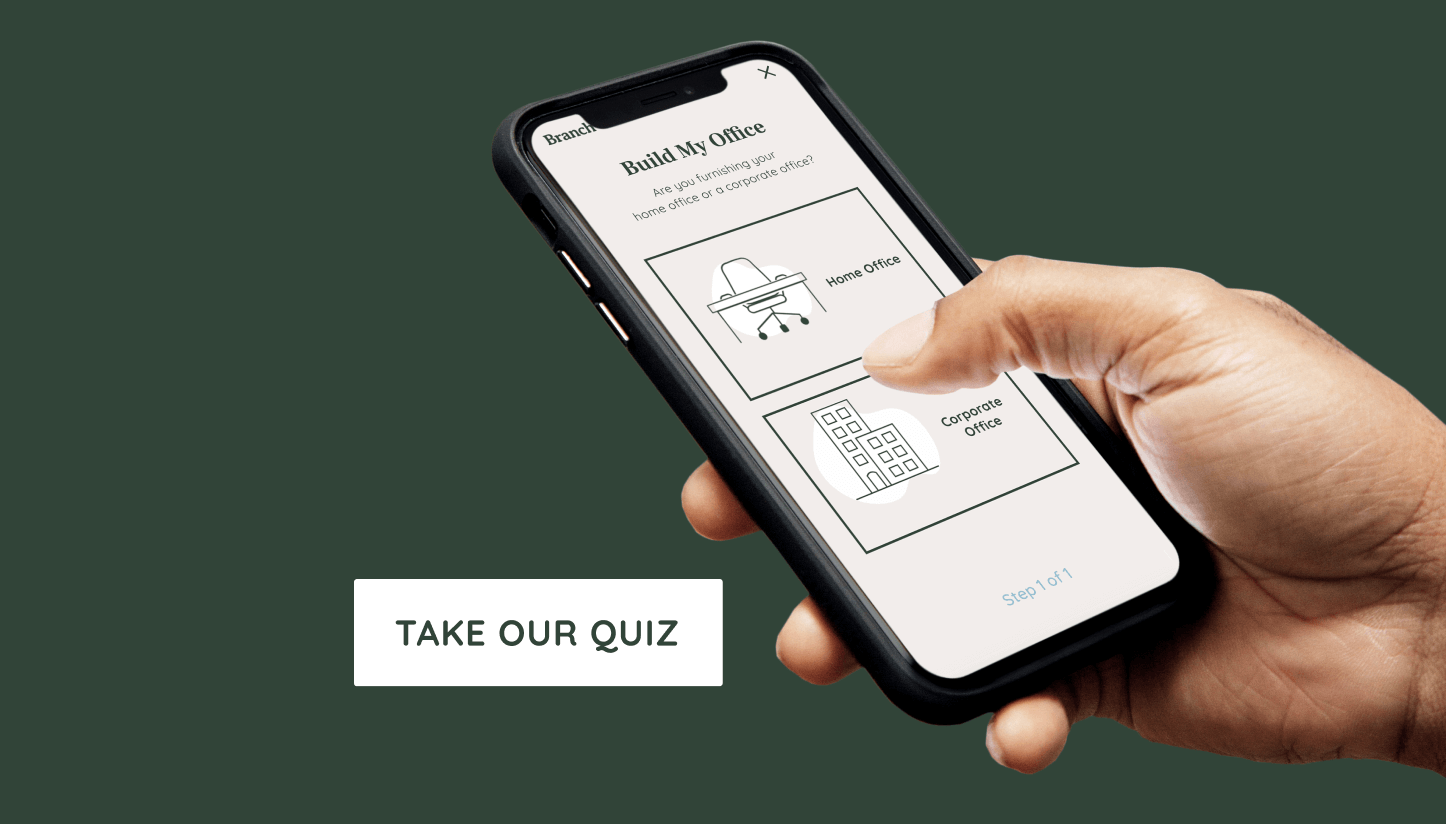 Branch
Build My Office
Are you furnishing your
home office or a corporate office?
Home Office
Corporate
Office
Step 1 of 1
TAKE OUR QUIZ